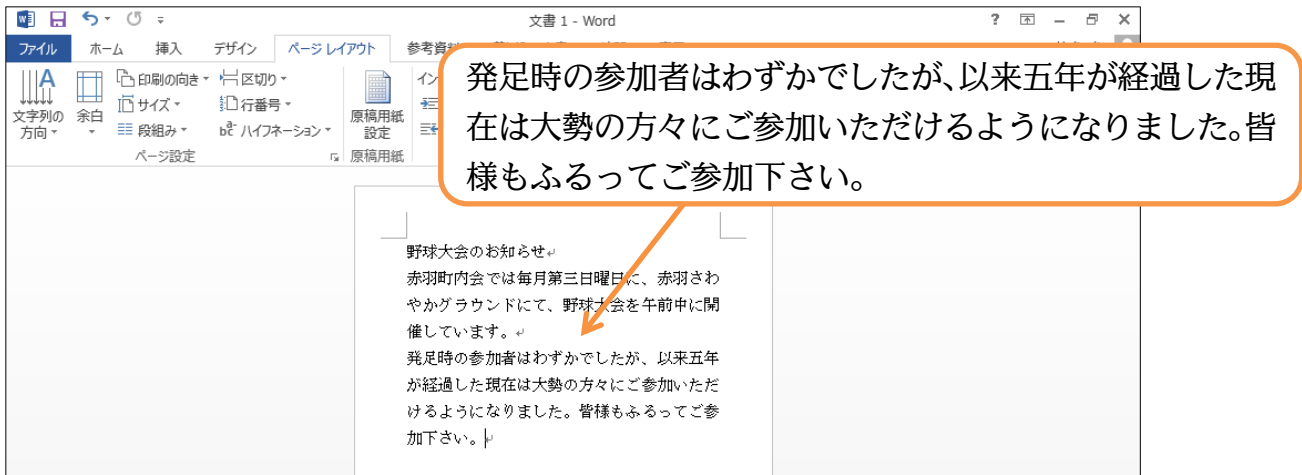 文書 1 - Word
ファイル ホーム 挿入 デザイン ページ レイアウト 参考資料
文字列の方向 余白 印刷の向き サイズ 段組み 区切り 行番号 ハイフネーション 原稿用紙設定 イン
ページ設定 原稿用紙
発足時の参加者はわずかでしたが、以来五年が経過した現
在は大勢の方々にご参加いただけるようになりました。皆
様もふるってご参加下さい。
野球大会のお知らせ
赤羽町内会では毎月第三日曜日に、赤羽さわ
やかグラウンドにて、野球大会を午前中に開
催しています。
発足時の参加者はわずかでしたが、以来五年
が経過した現在は大勢の方々にご参加いただ
けるようになりました。皆様もふるってご参
加下さい。